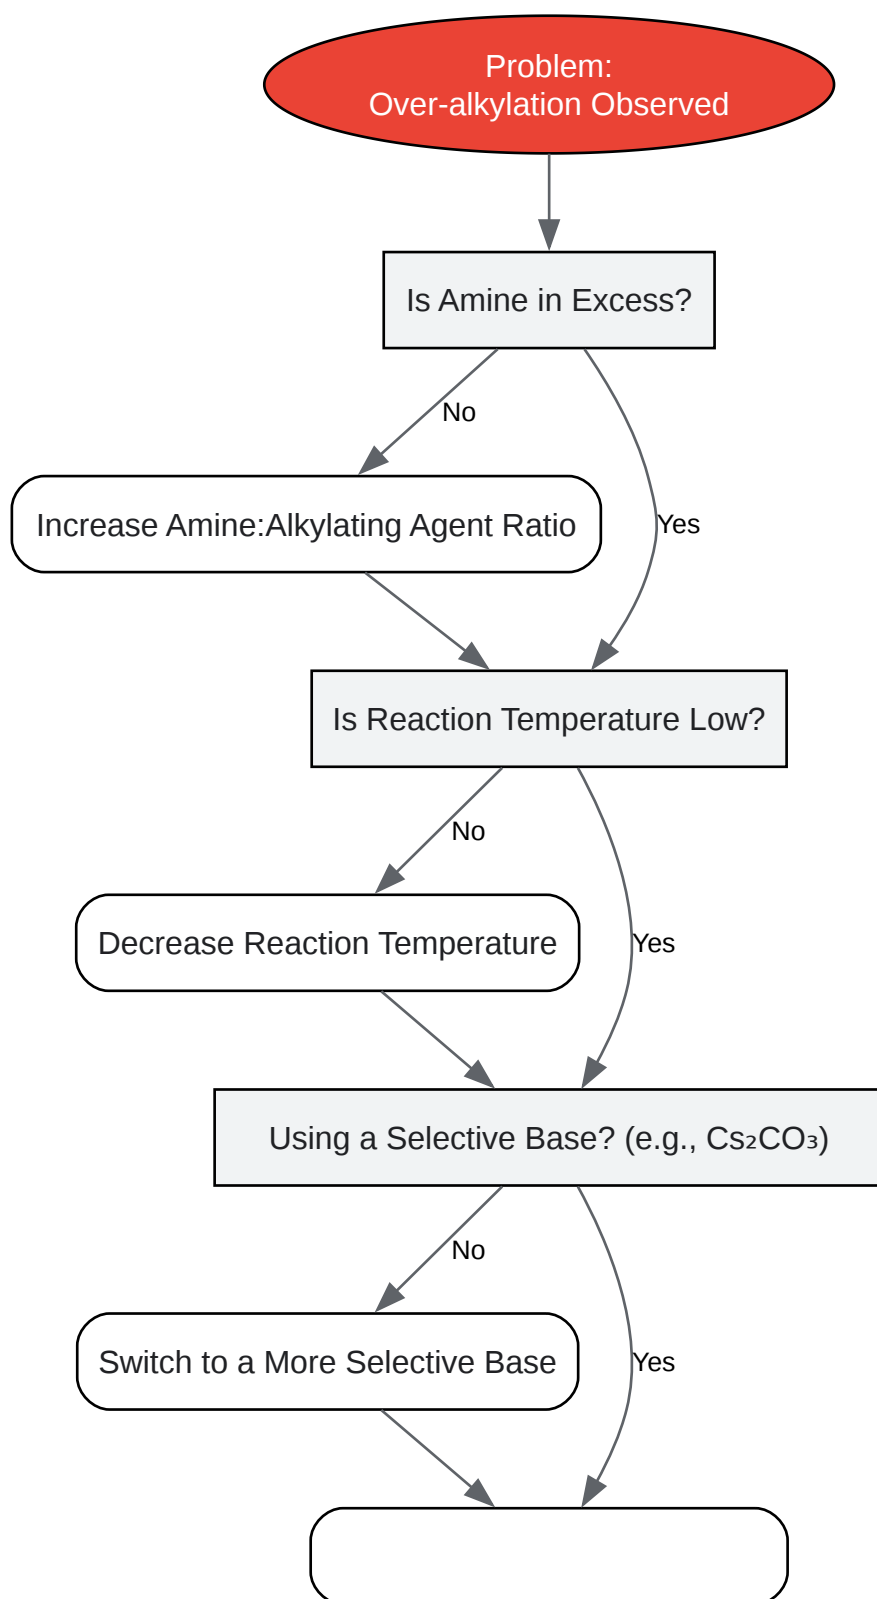 Problem:
Over-alkylation Observed
Is Amine in Excess?
No
Increase Amine:Alkylating Agent Ratio
Yes
Is Reaction Temperature Low?
No
Decrease Reaction Temperature
Yes
Using a Selective Base? (e.g., Cs₂CO₃)
No
Switch to a More Selective Base
Yes